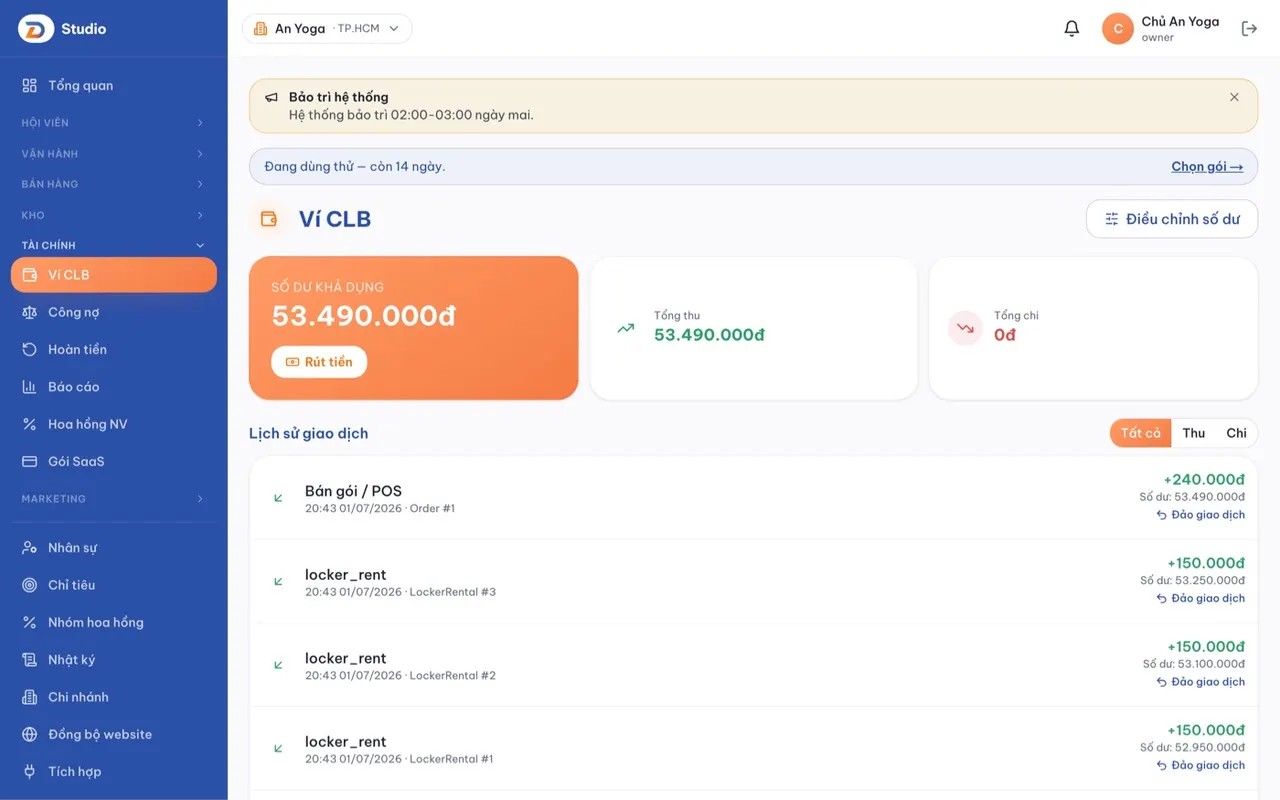 Studio
Tổng quan
HỘI VIÊN
VẬN HÀNH
BÁN HÀNG
KHO
TÀI CHÍNH
Ví CLB
Công nợ
Hoàn tiền
Báo cáo
Hoa hồng NV
Gói SaaS
MARKETING
Nhân sự
Chỉ tiêu
Nhóm hoa hồng
Nhật ký
Chi nhánh
Đồng bộ website
Tích hợp
An Yoga · TP.HCM
C
Chủ An Yoga
owner
Bảo trì hệ thống
Hệ thống bảo trì 02:00-03:00 ngày mai.
Đang dùng thử — còn 14 ngày.
Chọn gói →
Ví CLB
Điều chỉnh số dư
SỐ DƯ KHẢ DỤNG
53.490.000đ
Rút tiền
Tổng thu
53.490.000đ
Tổng chi
0đ
Lịch sử giao dịch
Tất cả Thu Chi
Bán gói / POS
20:43 01/07/2026 · Order #1
+240.000đ
Số dư: 53.490.000đ
Đảo giao dịch
locker_rent
20:43 01/07/2026 · LockerRental #3
+150.000đ
Số dư: 53.250.000đ
Đảo giao dịch
locker_rent
20:43 01/07/2026 · LockerRental #2
+150.000đ
Số dư: 53.100.000đ
Đảo giao dịch
locker_rent
20:43 01/07/2026 · LockerRental #1
+150.000đ
Số dư: 52.950.000đ
Đảo giao dịch